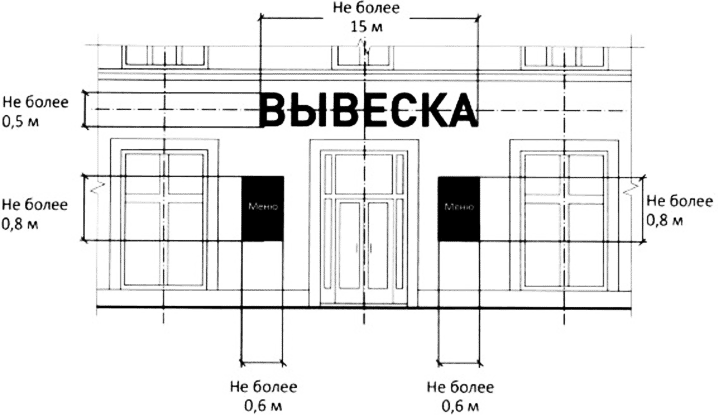 Не более
15 м
Не более
0,5 м
ВЫВЕСКА
Не более
0,8 м
Меню
Меню
Не более
0,8 м
Не более
0,6 м
Не более
0,6 м